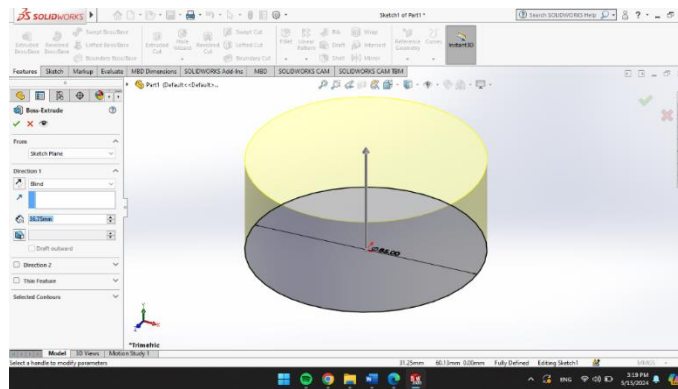 SOLIDWORKS
Sketch1 of Part1 *
Search SOLIDWORKS Help
Extruded Boss/Base
Revolved Boss/Base
Swept Boss/Base
Lofted Boss/Base
Boundary Boss/Base
Extruded Cut
Hole Wizard
Revolved Cut
Swept Cut
Lofted Cut
Boundary Cut
Fillet
Linear Pattern
Rib
Draft
Shell
Wrap
Intersect
Mirror
Reference Geometry
Curves
Instant3D
Features
Sketch
Markup
Evaluate
MBD Dimensions
SOLIDWORKS Add-Ins
MBD
SOLIDWORKS CAM
SOLIDWORKS CAM TBM
Part1 (Default<<Default>...
Boss-Extrude
From
Sketch Plane
Direction 1
Blind
Draft outward
Direction 2
Thin Feature
Selected Contours
*Trimetric
Model
3D Views
Motion Study 1
Select a handle to modify parameters
31.25mm
60.13mm
0.00mm
Fully Defined
Editing Sketch1
MMGS
ENG
3:19 PM
5/15/2024